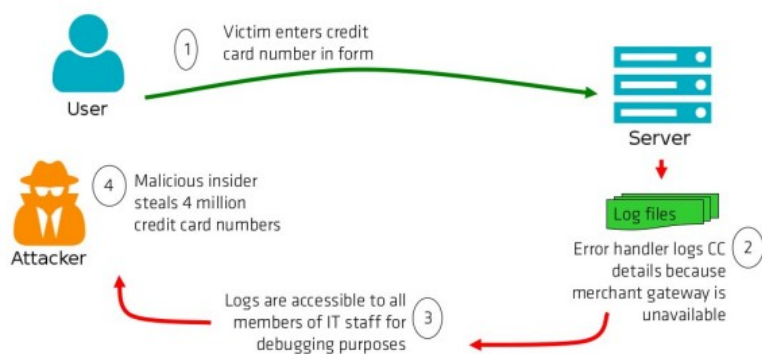 1
Victim enters credit
card number in form
User
Server
4
Malicious insider
steals 4 million
credit card numbers
Attacker
Log files
Error handler logs CC
details because
merchant gateway is
unavailable
2
Logs are accessible to all
members of IT staff for
debugging purposes
3